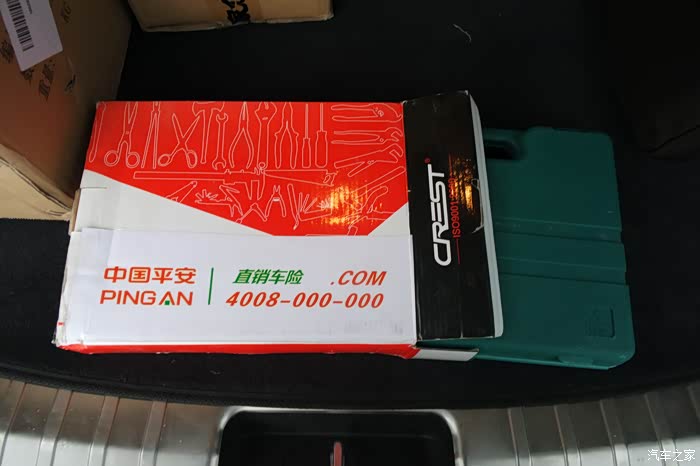 中国平安
PING AN
直销车险 .COM
4008-000-000
CREST®
ISO9001
汽车之家